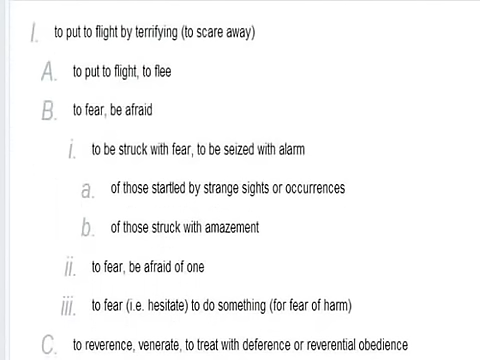 I. to put to flight by terrifying (to scare away)
A. to put to flight, to flee
B. to fear, be afraid
i. to be struck with fear, to be seized with alarm
a. of those startled by strange sights or occurrences
b. of those struck with amazement
ii. to fear, be afraid of one
iii. to fear (i.e. hesitate) to do something (for fear of harm)
C. to reverence, venerate, to treat with deference or reverential obedience